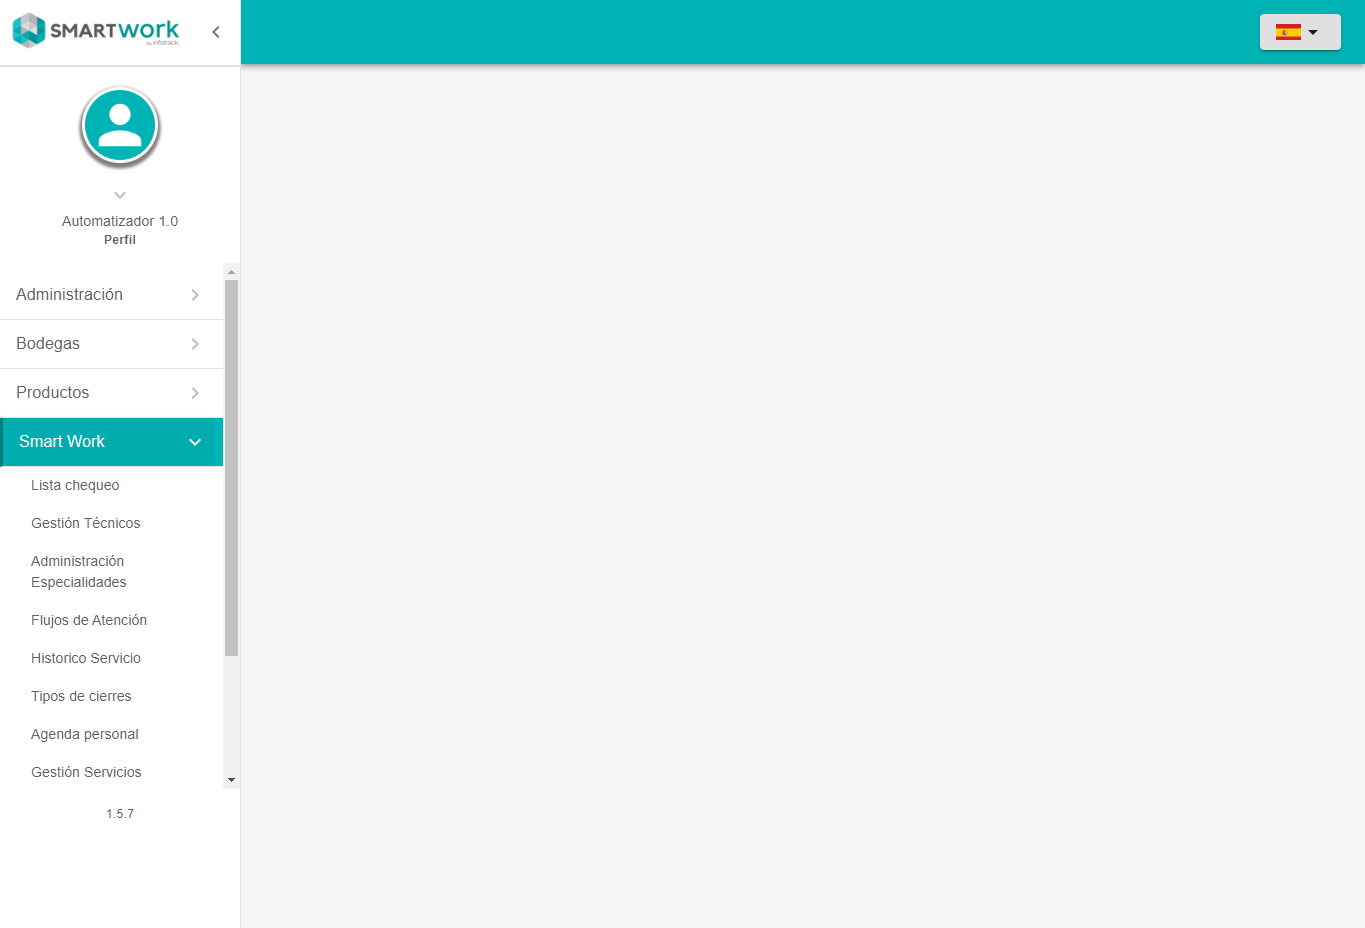 SMARTWork
by infotrack.
Automatizador 1.0
Perfil
Administración
Bodegas
Productos
Smart Work
Lista chequeo
Gestión Técnicos
Administración
Especialidades
Flujos de Atención
Historico Servicio
Tipos de cierres
Agenda personal
Gestión Servicios
1.5.7